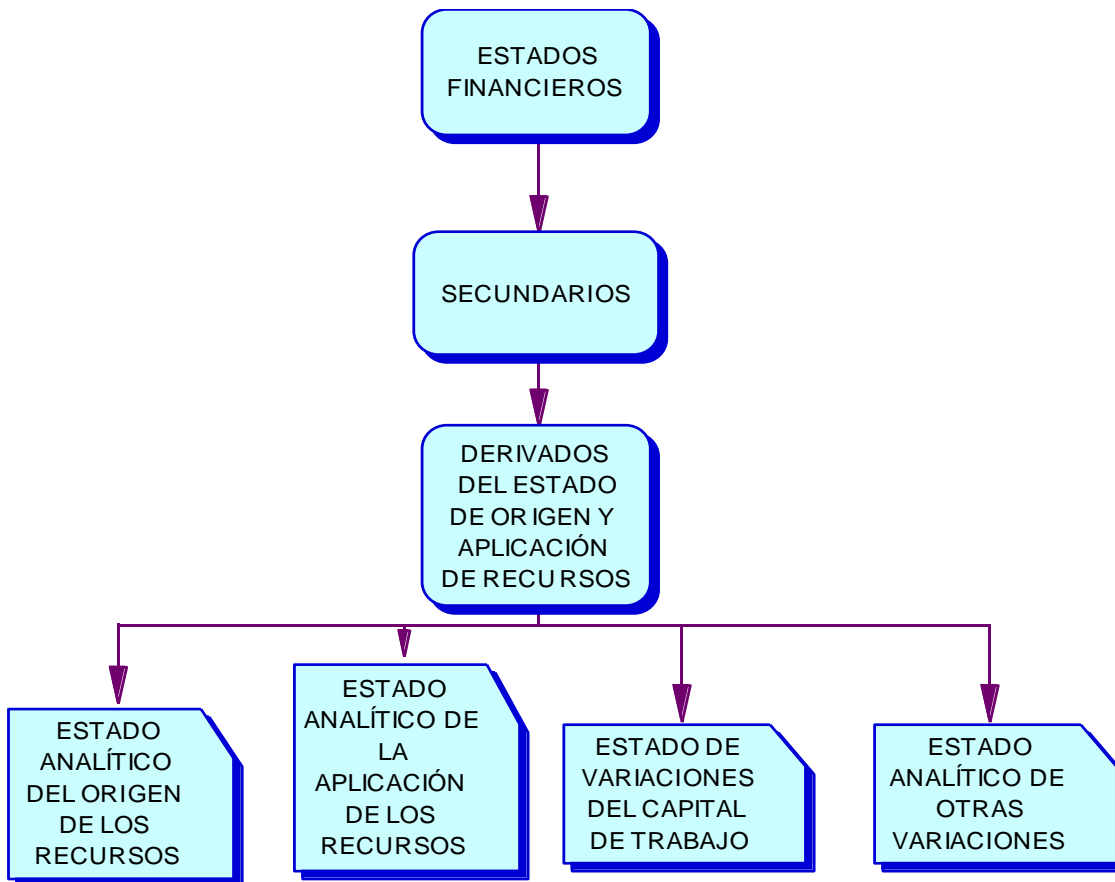 ESTADOS
FINANCIEROS
SECUNDARIOS
DERIVADOS
DEL ESTADO
DE ORIGEN Y
APLICACIÓN
DE RECURSOS
ESTADO
ANALÍTICO
DEL ORIGEN
DE LOS
RECURSOS
ESTADO
ANALÍTICO DE
LA
APLICACIÓN
DE LOS
RECURSOS
ESTADO DE
VARIACIONES
DEL CAPITAL
DE TRABAJO
ESTADO
ANALÍTICO DE
OTRAS
VARIACIONES